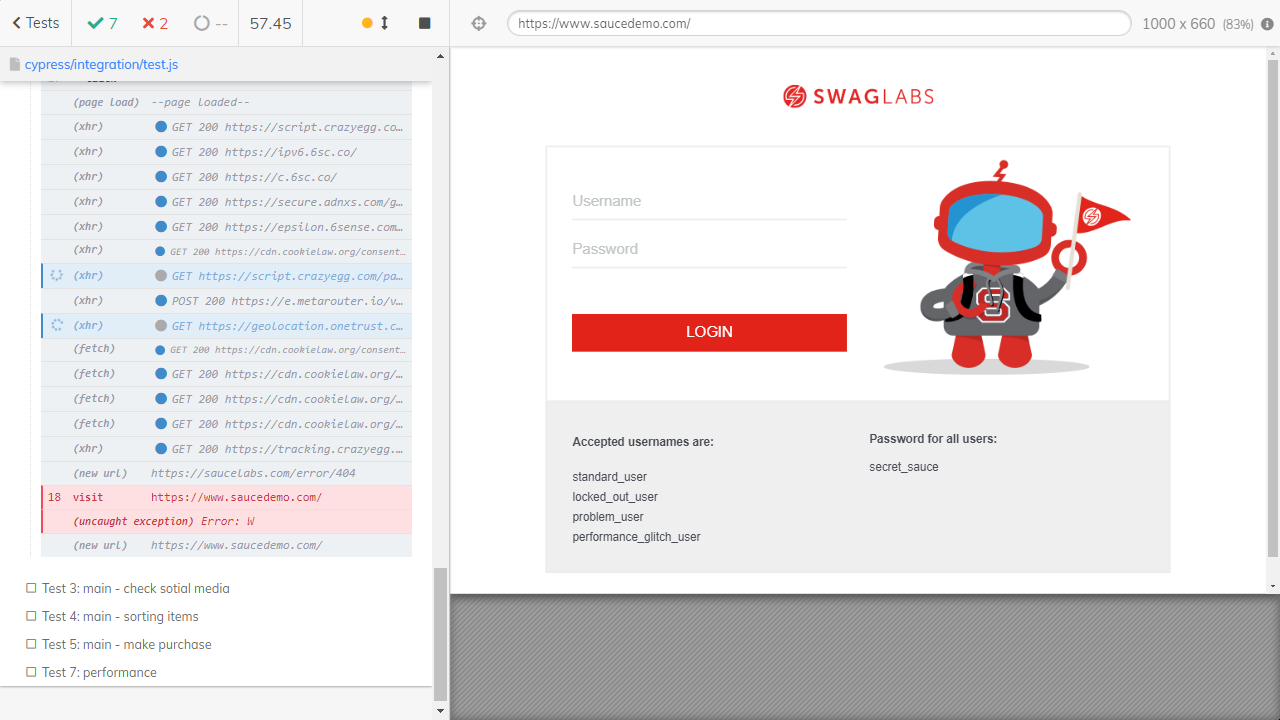 Tests
7
2
--
57.45
https://www.saucedemo.com/
1000 x 660 (83%)
cypress/integration/test.js
(page load) --page loaded--
(xhr) GET 200 https://script.crazyegg.co…
(xhr) GET 200 https://ipv6.6sc.co/
(xhr) GET 200 https://c.6sc.co/
(xhr) GET 200 https://secure.adnxs.com/g…
(xhr) GET 200 https://epsilon.6sense.com…
(xhr) GET 200 https://cdn.cookielaw.org/consent…
(xhr) GET https://script.crazyegg.com/pa…
(xhr) POST 200 https://e.metarouter.io/v…
(xhr) GET https://geolocation.onetrust.c…
(fetch) GET 200 https://cdn.cookielaw.org/consent…
(fetch) GET 200 https://cdn.cookielaw.org/…
(fetch) GET 200 https://cdn.cookielaw.org/…
(fetch) GET 200 https://cdn.cookielaw.org/…
(xhr) GET 200 https://tracking.crazyegg.…
(new url) https://saucelabs.com/error/404
18 visit https://www.saucedemo.com/
(uncaught exception) Error: W
(new url) https://www.saucedemo.com/
Test 3: main - check sotial media
Test 4: main - sorting items
Test 5: main - make purchase
Test 7: performance
SWAGLABS
Username
Password
LOGIN
Accepted usernames are:
standard_user
locked_out_user
problem_user
performance_glitch_user
Password for all users:
secret_sauce